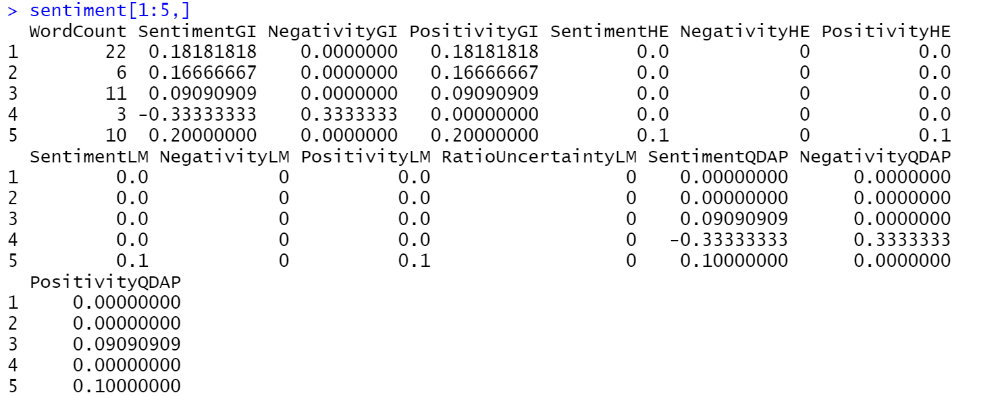 > sentiment[1:5,]
  WordCount SentimentGI NegativityGI PositivityGI SentimentHE NegativityHE PositivityHE
1        22  0.18181818    0.0000000   0.18181818         0.0            0          0.0
2         6  0.16666667    0.0000000   0.16666667         0.0            0          0.0
3        11  0.09090909    0.0000000   0.09090909         0.0            0          0.0
4         3 -0.33333333    0.3333333   0.00000000         0.0            0          0.0
5        10  0.20000000    0.0000000   0.20000000         0.1            0          0.1
  SentimentLM NegativityLM PositivityLM RatioUncertaintyLM SentimentQDAP NegativityQDAP
1         0.0            0          0.0                  0    0.00000000      0.0000000
2         0.0            0          0.0                  0    0.00000000      0.0000000
3         0.0            0          0.0                  0    0.09090909      0.0000000
4         0.0            0          0.0                  0   -0.33333333      0.3333333
5         0.1            0          0.1                  0    0.10000000      0.0000000
  PositivityQDAP
1     0.00000000
2     0.00000000
3     0.09090909
4     0.00000000
5     0.10000000